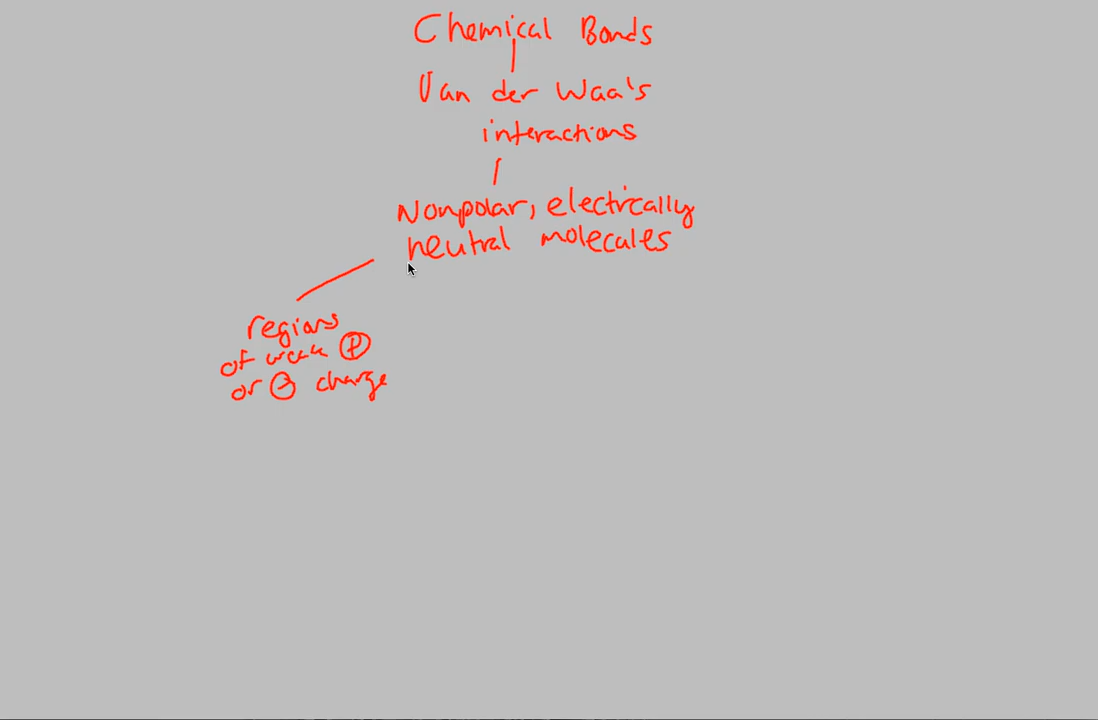 Chemical Bonds
Van der Waa's
interactions
Nonpolar, electrically
neutral molecules
regions
of weak ⊕
or ⊖ charge